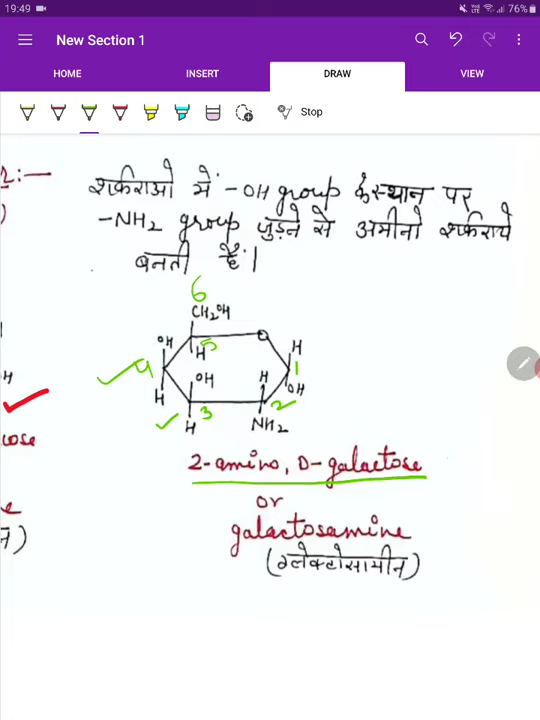 19:49
76%
New Section 1
HOME
INSERT
DRAW
VIEW
Stop
शर्कराओ में -OH group के स्थान पर
-NH2 group जुड़ने से अमीनो शर्कराये
बनती हैं।
6
CH2OH
OH
H
5
H
4
OH
H
1
H
3
2
OH
H
NH2
cose
2-amino, D-galactose
or
galactosamine
(ग्लेक्टोसामीन)